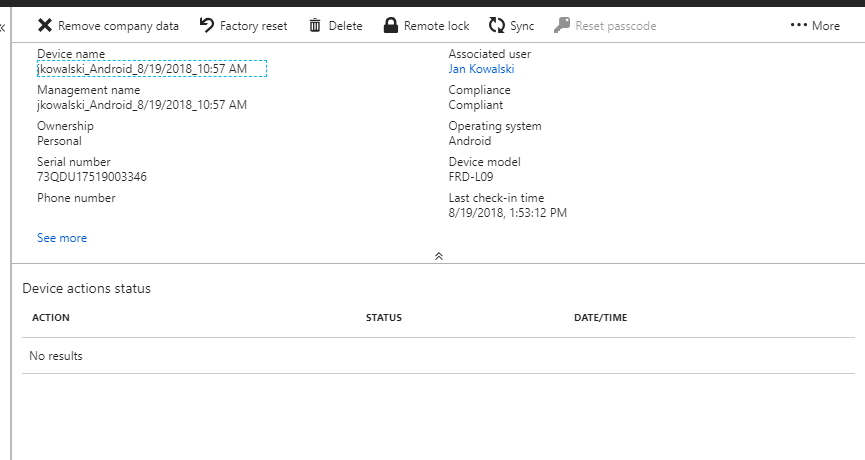 «
Remove company data Factory reset Delete Remote lock Sync Reset passcode ••• More
Device name
jkowalski_Android_8/19/2018_10:57 AM
Management name
jkowalski_Android_8/19/2018_10:57 AM
Ownership
Personal
Serial number
73QDU17519003346
Phone number
See more
Associated user
Jan Kowalski
Compliance
Compliant
Operating system
Android
Device model
FRD-L09
Last check-in time
8/19/2018, 1:53:12 PM
Device actions status
ACTION STATUS DATE/TIME
No results